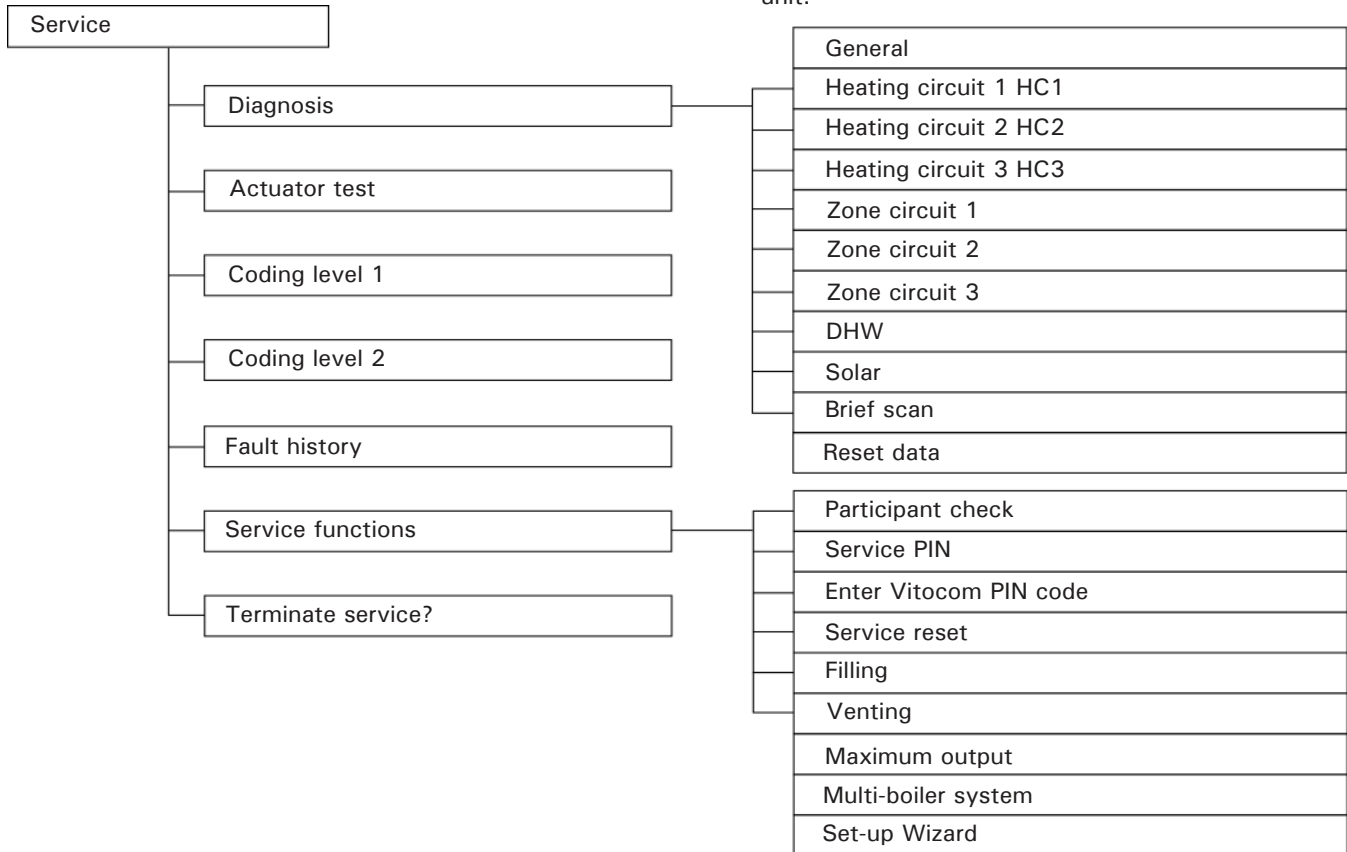 unit.
Service
Diagnosis
Actuator test
Coding level 1
Coding level 2
Fault history
Service functions
Terminate service?
General
Heating circuit 1 HC1
Heating circuit 2 HC2
Heating circuit 3 HC3
Zone circuit 1
Zone circuit 2
Zone circuit 3
DHW
Solar
Brief scan
Reset data
Participant check
Service PIN
Enter Vitocom PIN code
Service reset
Filling
Venting
Maximum output
Multi-boiler system
Set-up Wizard